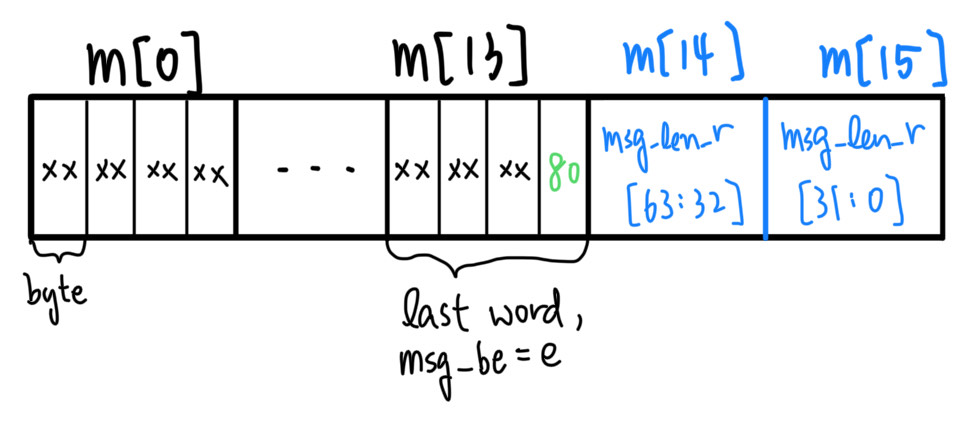 m[0] m[13] m[14] m[15]
xx xx xx xx - - - xx xx xx 80 msg_len_r [63:32] msg_len_r [31:0]
byte
last word,
msg_be = e